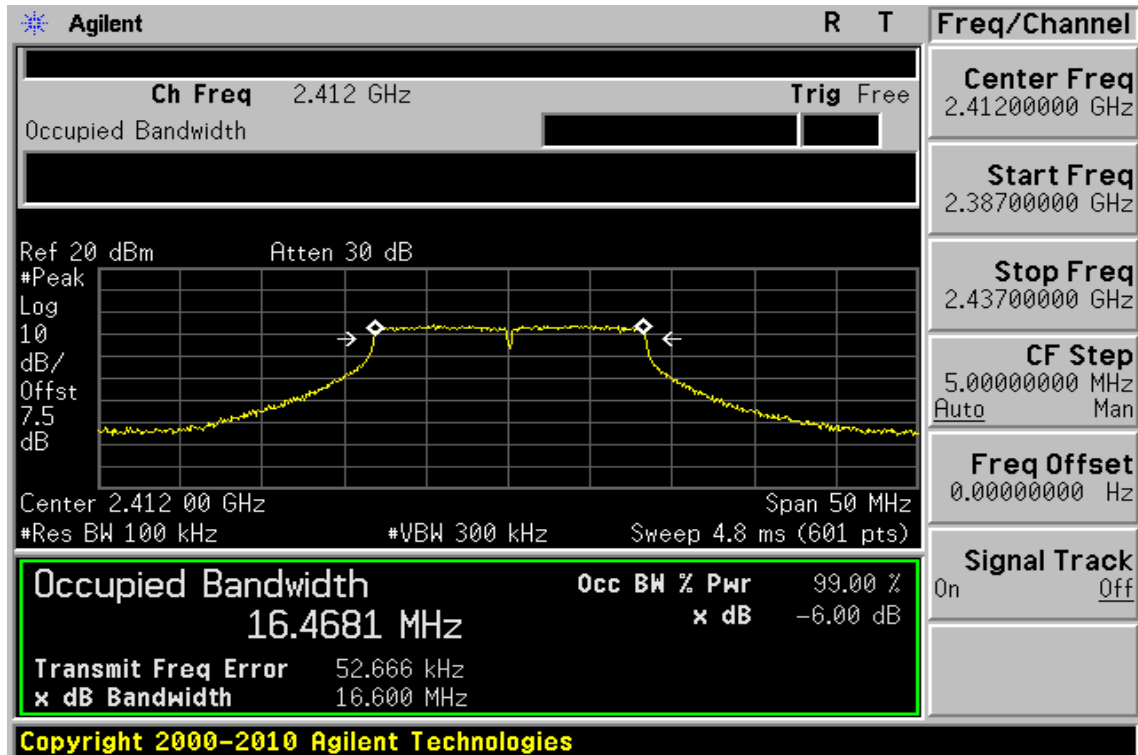 Agilent R T
Freq/Channel
Ch Freq 2.412 GHz Trig Free
Occupied Bandwidth
Center Freq
2.41200000 GHz
Start Freq
2.38700000 GHz
Stop Freq
2.43700000 GHz
CF Step
5.00000000 MHz
Auto Man
Freq Offset
0.00000000 Hz
Signal Track
On Off
Ref 20 dBm Atten 30 dB
#Peak
Log
10
dB/
Offst
7.5
dB
Center 2.412 00 GHz Span 50 MHz
#Res BW 100 kHz #VBW 300 kHz Sweep 4.8 ms (601 pts)
Occupied Bandwidth
16.4681 MHz
Occ BW % Pwr 99.00 %
x dB -6.00 dB
Transmit Freq Error 52.666 kHz
x dB Bandwidth 16.600 MHz
Copyright 2000-2010 Agilent Technologies